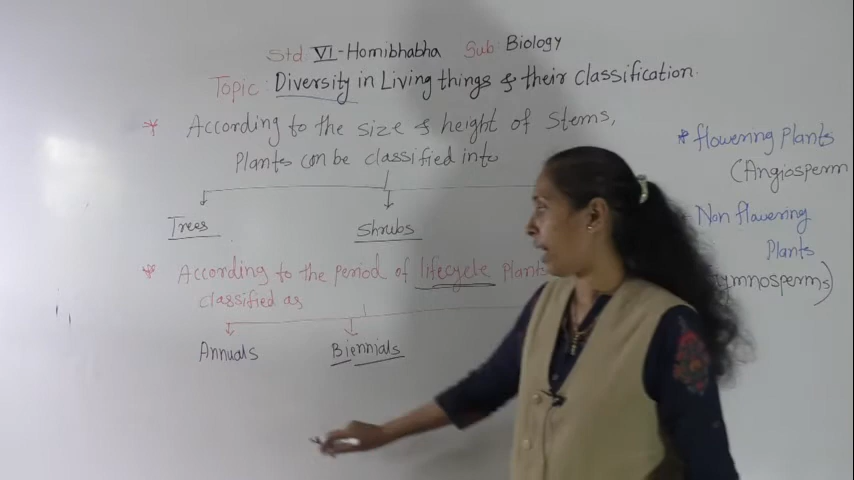 Std VI - Homibhabha Sub Biology
Topic: Diversity in Living things & their classification.
* According to the size & height of stems,
Plants can be classified into
Trees
Shrubs
* According to the period of lifecycle Plants
classified as
Annuals
Biennials
* flowering plants
(Angiosperm
Non flowering
Plants
ymnosperms)